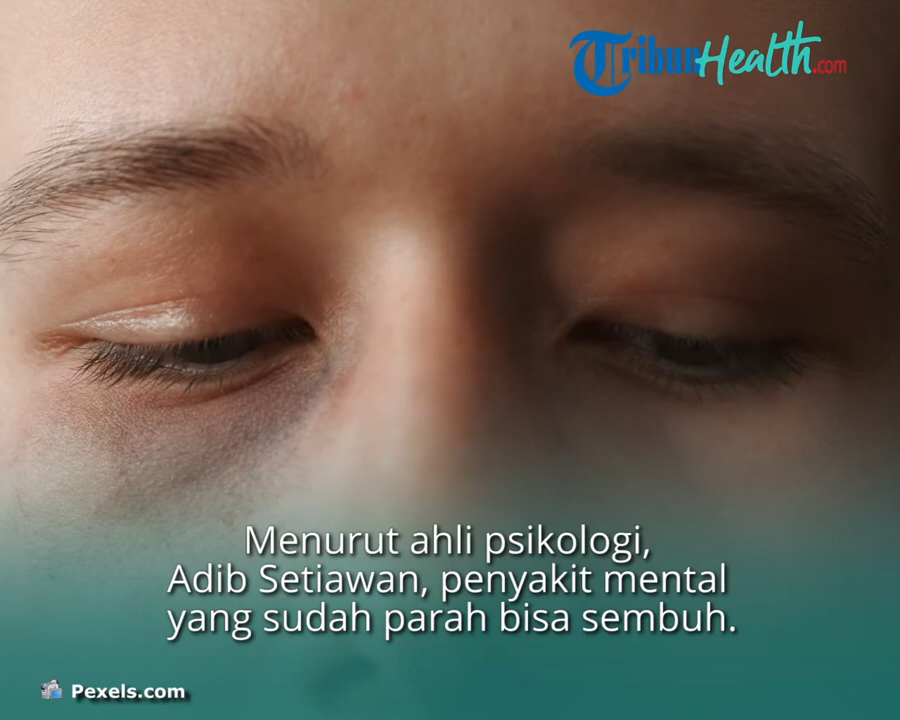 TribunHealth.com
Menurut ahli psikologi,
Adib Setiawan, penyakit mental
yang sudah parah bisa sembuh.
Pexels.com